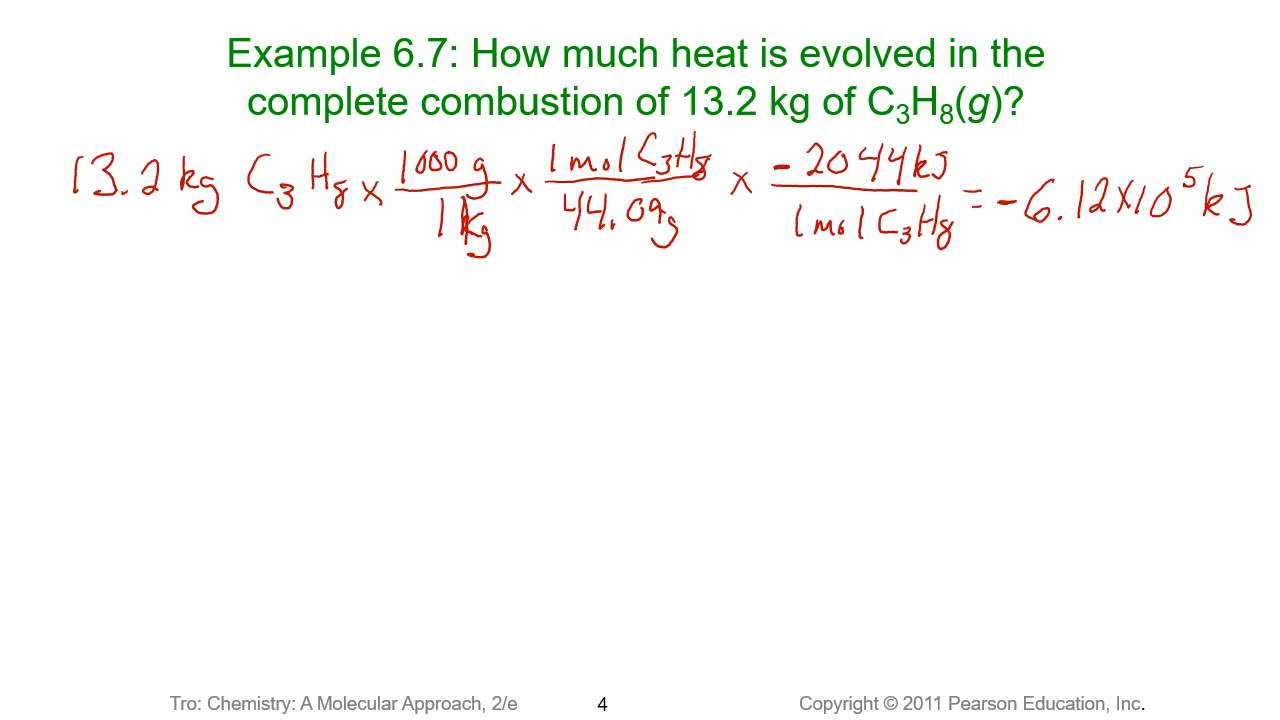 Example 6.7: How much heat is evolved in the
complete combustion of 13.2 kg of C₃H₈(g)?
13.2 kg C₃H₈ × 1000 g / 1 kg × 1 mol C₃H₈ / 44.09 g × -2044 kJ / 1 mol C₃H₈ = -6.12×10⁵ kJ
Tro: Chemistry: A Molecular Approach, 2/e 4 Copyright © 2011 Pearson Education, Inc.